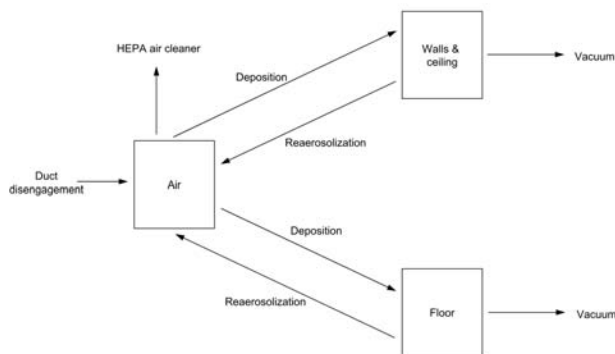 HEPA air cleaner
Walls &
ceiling
Vacuum
Deposition
Reaerosolization
Duct
disengagement
Air
Deposition
Reaerosolization
Floor
Vacuum